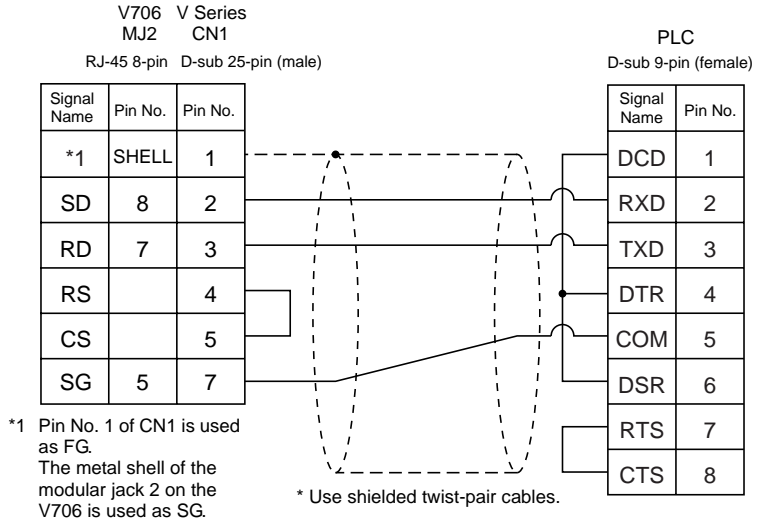 V706 V Series
MJ2 CN1
RJ-45 8-pin D-sub 25-pin (male)
PLC
D-sub 9-pin (female)
Signal Name Pin No. Pin No.
*1 SHELL 1
SD 8 2
RD 7 3
RS 4
CS 5
SG 5 7
Signal Name Pin No.
DCD 1
RXD 2
TXD 3
DTR 4
COM 5
DSR 6
RTS 7
CTS 8
*1 Pin No. 1 of CN1 is used
as FG.
The metal shell of the
modular jack 2 on the
V706 is used as SG.
* Use shielded twist-pair cables.